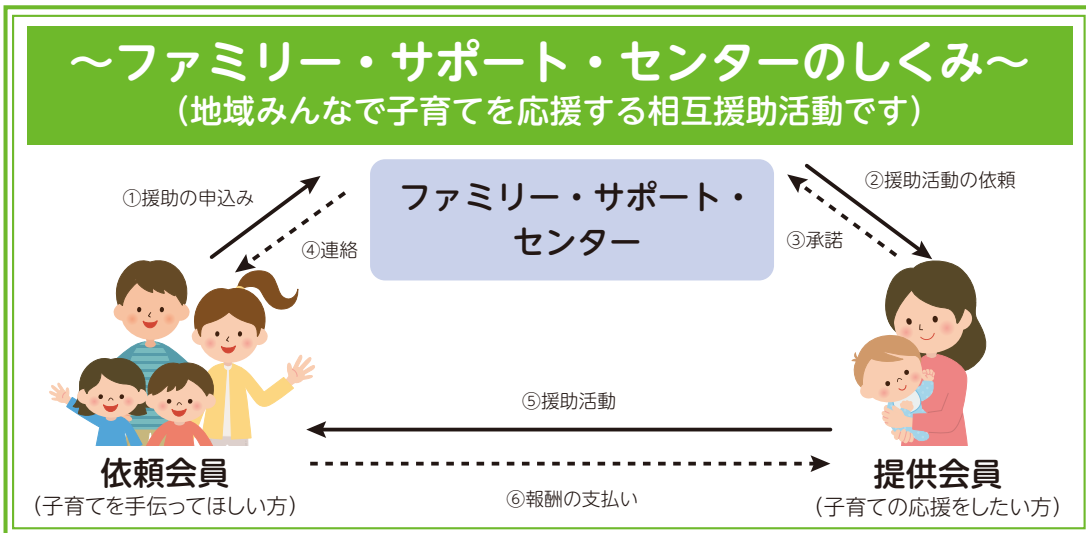 ～ファミリー・サポート・センターのしくみ～
（地域みんなで子育てを応援する相互援助活動です）
①援助の申込み
④連絡
ファミリー・サポート・
センター
②援助活動の依頼
③承諾
⑤援助活動
⑥報酬の支払い
依頼会員
（子育てを手伝ってほしい方）
提供会員
（子育ての応援をしたい方）